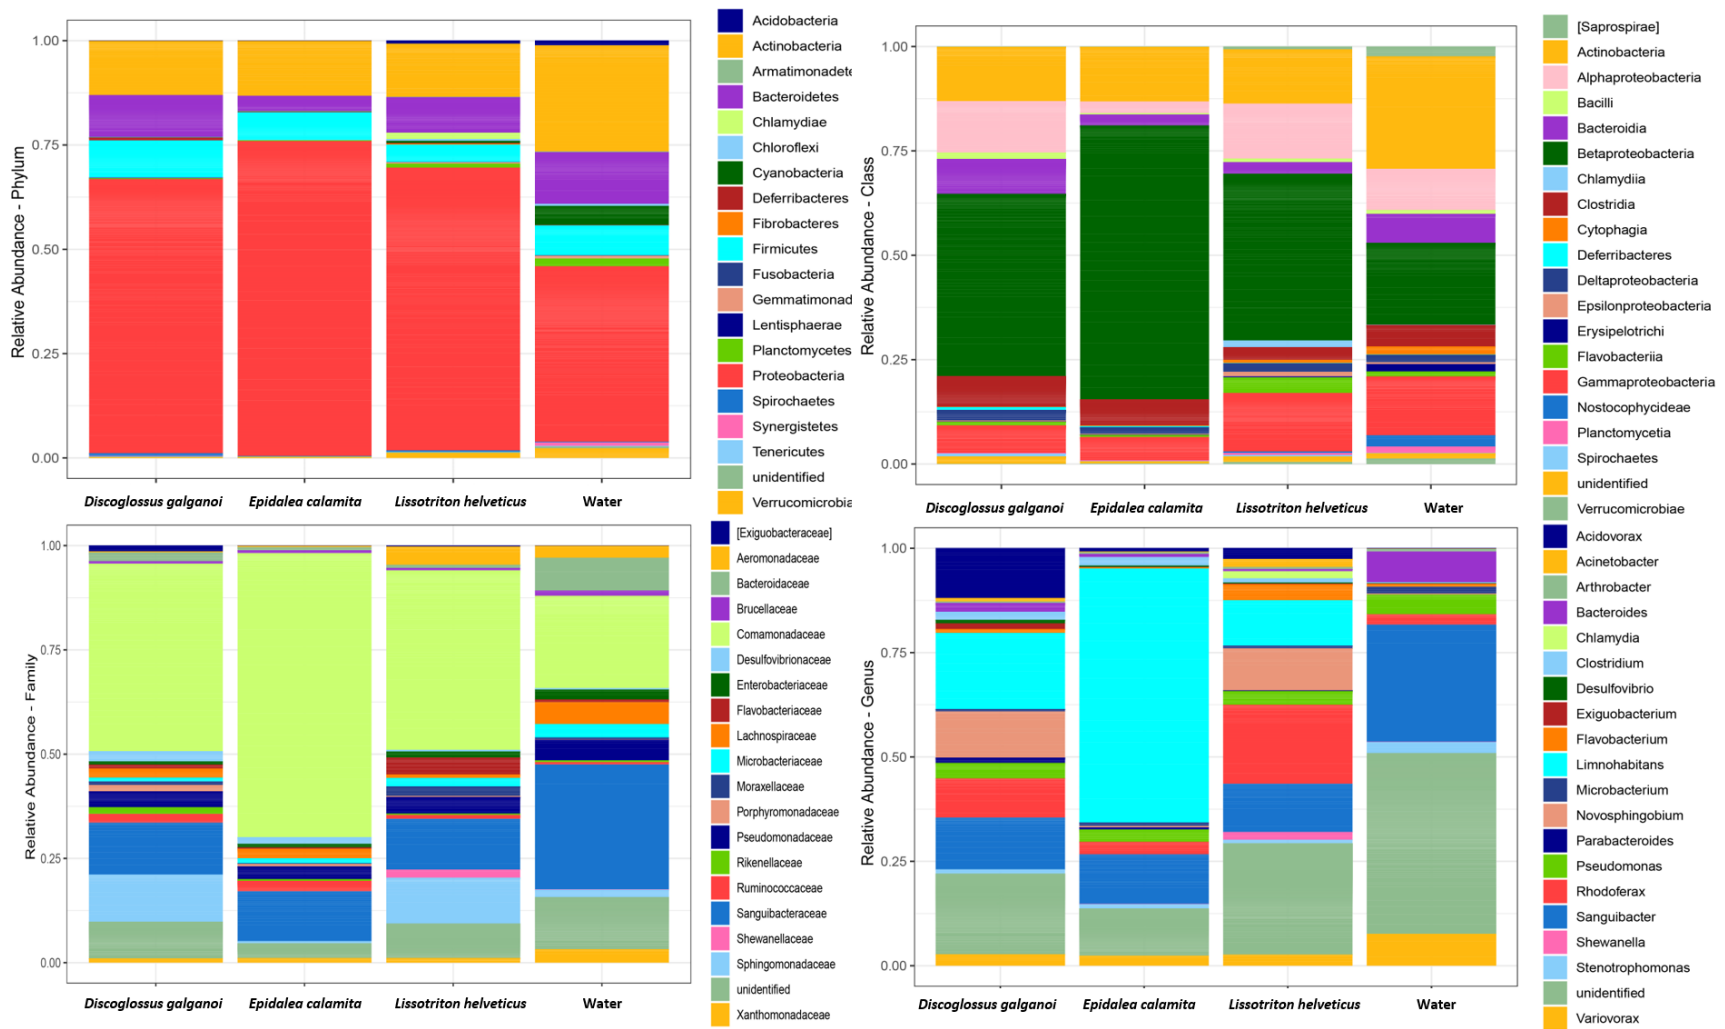 Relative Abundance - Phylum
1.00
0.75
0.50
0.25
0.00
Discoglossus galganoi
Epidalea calamita
Lissotriton helveticus
Water
Acidobacteria
Actinobacteria
Armatimonadete
Bacteroidetes
Chlamydiae
Chloroflexi
Cyanobacteria
Deferribacteres
Fibrobacteres
Firmicutes
Fusobacteria
Gemmatimonad
Lentisphaerae
Planctomycetes
Proteobacteria
Spirochaetes
Synergistetes
Tenericutes
unidentified
Verrucomicrobia
Relative Abundance - Class
1.00
0.75
0.50
0.25
0.00
Discoglossus galganoi
Epidalea calamita
Lissotriton helveticus
Water
[Saprospirae]
Actinobacteria
Alphaproteobacteria
Bacilli
Bacteroidia
Betaproteobacteria
Chlamydiia
Clostridia
Cytophagia
Deferribacteres
Deltaproteobacteria
Epsilonproteobacteria
Erysipelotrichi
Flavobacteriia
Gammaproteobacteria
Nostocophycideae
Planctomycetia
Spirochaetes
unidentified
Verrucomicrobiae
Relative Abundance - Family
1.00
0.75
0.50
0.25
0.00
Discoglossus galganoi
Epidalea calamita
Lissotriton helveticus
Water
[Exiguobacteraceae]
Aeromonadaceae
Bacteroidaceae
Brucellaceae
Comamonadaceae
Desulfovibrionaceae
Enterobacteriaceae
Flavobacteriaceae
Lachnospiraceae
Microbacteriaceae
Moraxellaceae
Porphyromonadaceae
Pseudomonadaceae
Rikenellaceae
Ruminococcaceae
Sanguibacteraceae
Shewanellaceae
Sphingomonadaceae
unidentified
Xanthomonadaceae
Relative Abundance - Genus
1.00
0.75
0.50
0.25
0.00
Discoglossus galganoi
Epidalea calamita
Lissotriton helveticus
Water
Acidovorax
Acinetobacter
Arthrobacter
Bacteroides
Chlamydia
Clostridium
Desulfovibrio
Exiguobacterium
Flavobacterium
Limnohabitans
Microbacterium
Novosphingobium
Parabacteroides
Pseudomonas
Rhodoferax
Sanguibacter
Shewanella
Stenotrophomonas
unidentified
Variovorax